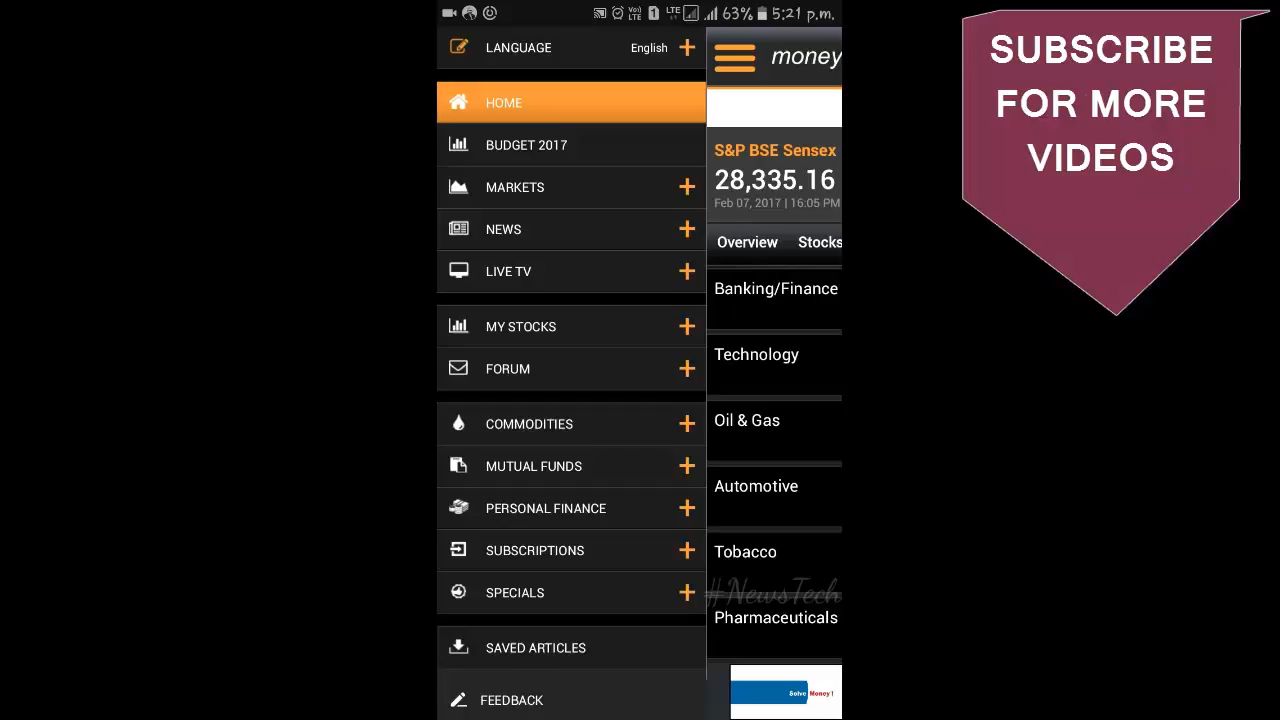 63% 5:21 p.m.
LANGUAGE English
HOME
BUDGET 2017
MARKETS
NEWS
LIVE TV
MY STOCKS
FORUM
COMMODITIES
MUTUAL FUNDS
PERSONAL FINANCE
SUBSCRIPTIONS
SPECIALS
SAVED ARTICLES
FEEDBACK
money
S&P BSE Sensex
28,335.16
Feb 07, 2017 | 16:05 PM
Overview Stocks
Banking/Finance
Technology
Oil & Gas
Automotive
Tobacco
#NewsTech
Pharmaceuticals
Solve Money !
SUBSCRIBE
FOR MORE
VIDEOS